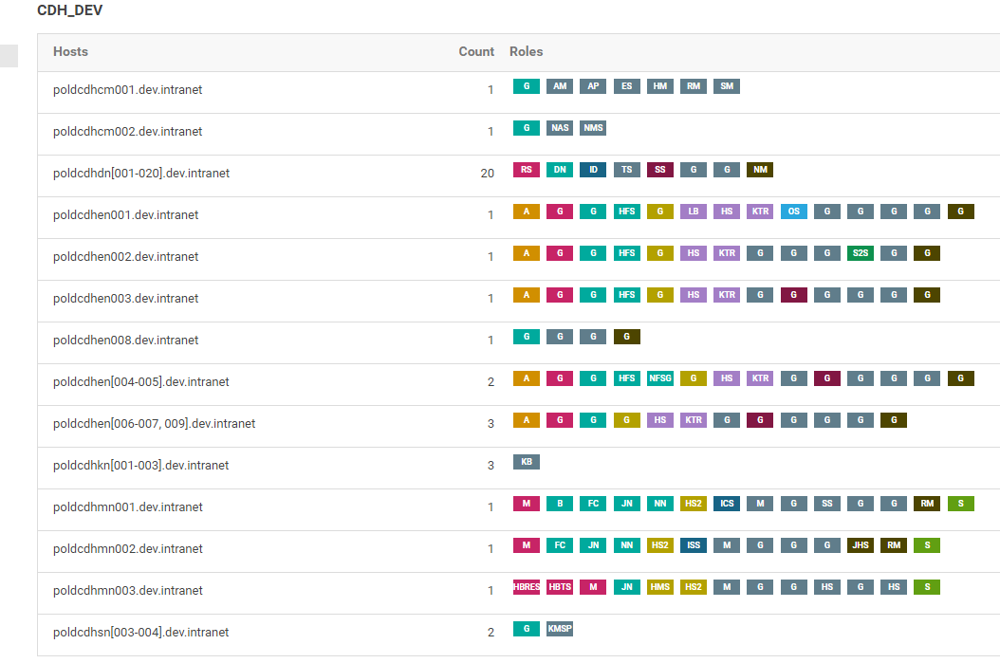 CDH_DEV
Hosts Count Roles
poldcdhcm001.dev.intranet 1 G AM AP ES HM RM SM
poldcdhcm002.dev.intranet 1 G NAS NMS
poldcdhdn[001-020].dev.intranet 20 RS DN ID TS SS G G NM
poldcdhen001.dev.intranet 1 A G G HFS G LB HS KTR OS G G G G G
poldcdhen002.dev.intranet 1 A G G HFS G HS KTR G G G S2S G G
poldcdhen003.dev.intranet 1 A G G HFS G HS KTR G G G G G G
poldcdhen008.dev.intranet 1 G G G G
poldcdhen[004-005].dev.intranet 2 A G G HFS NFSG G HS KTR G G G G G G
poldcdhen[006-007, 009].dev.intranet 3 A G G G HS KTR G G G G G G
poldcdhkn[001-003].dev.intranet 3 KB
poldcdhmn001.dev.intranet 1 M B FC JN NN HS2 ICS M G SS G G RM S
poldcdhmn002.dev.intranet 1 M FC JN NN HS2 ISS M G G G JHS RM S
poldcdhmn003.dev.intranet 1 HBRES HBTS M JN HMS HS2 M G G HS G HS S
poldcdhsn[003-004].dev.intranet 2 G KMSP